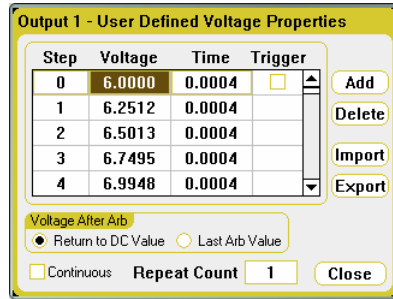 Output 1 - User Defined Voltage Properties
Step Voltage Time Trigger
0 6.0000 0.0004
1 6.2512 0.0004
2 6.5013 0.0004
3 6.7495 0.0004
4 6.9948 0.0004
Add
Delete
Import
Export
Voltage After Arb
Return to DC Value Last Arb Value
Continuous Repeat Count 1 Close